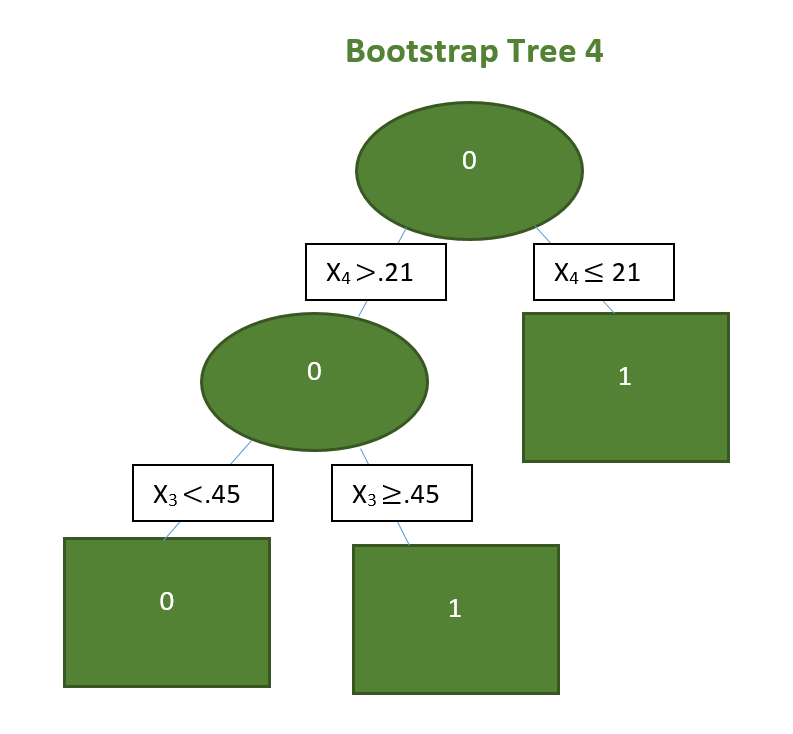 Bootstrap Tree 4
0
X₄ >.21
X₄ ≤ 21
0
1
X₃ <.45
X₃ ≥.45
0
1